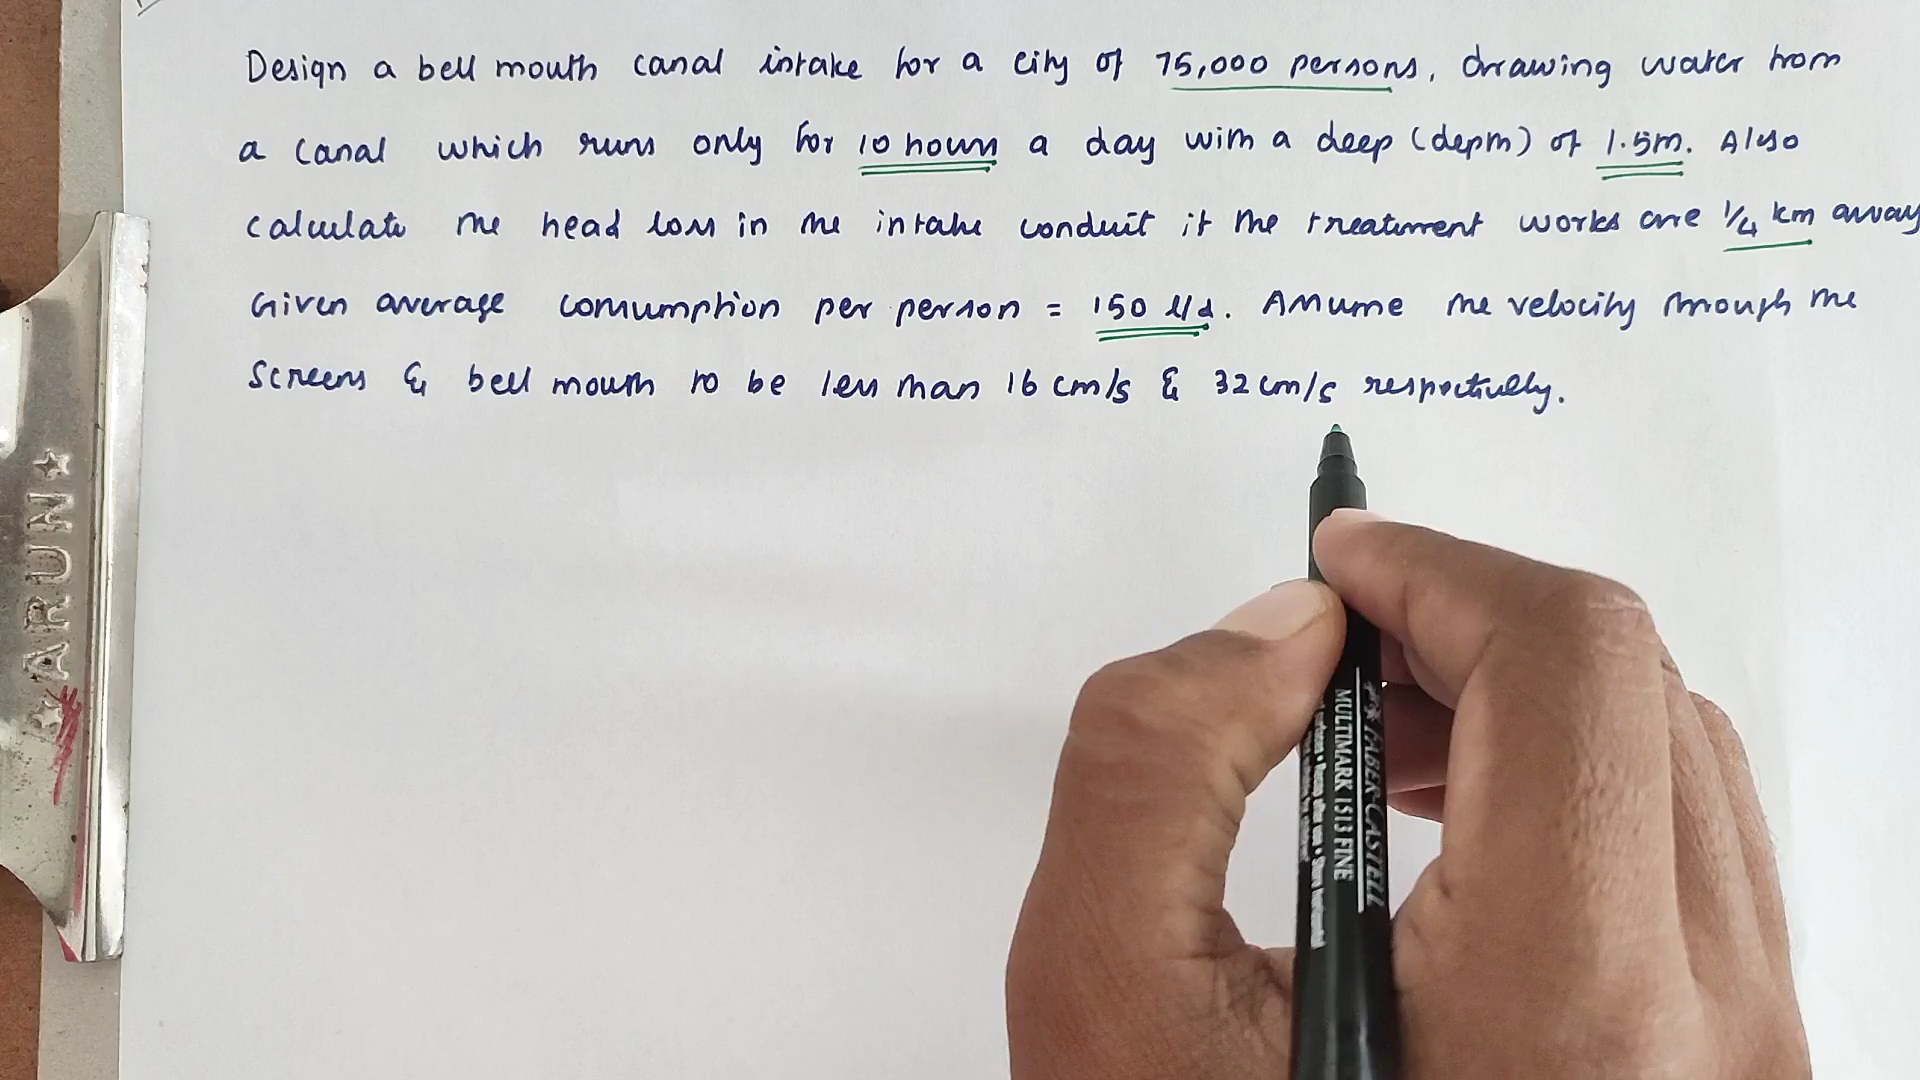 Design a bell mouth canal intake for a city of 75,000 persons, drawing water from
a canal which runs only for 10 hours a day with a deep (depth) of 1.5m. Also
calculate the head loss in the intake conduit if the treatment works are 1/4 km away
Given average consumption per person = 150 l/d. Assume the velocity through the
screens & bell mouth to be less than 16 cm/s & 32 cm/s respectively.
ARUN
FABER-CASTELL
MULTIMARK 1513 FINE